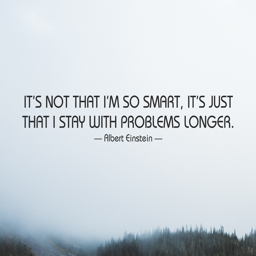 IT'S NOT THAT I'M SO SMART, IT'S JUST
THAT I STAY WITH PROBLEMS LONGER.
— Albert Einstein —